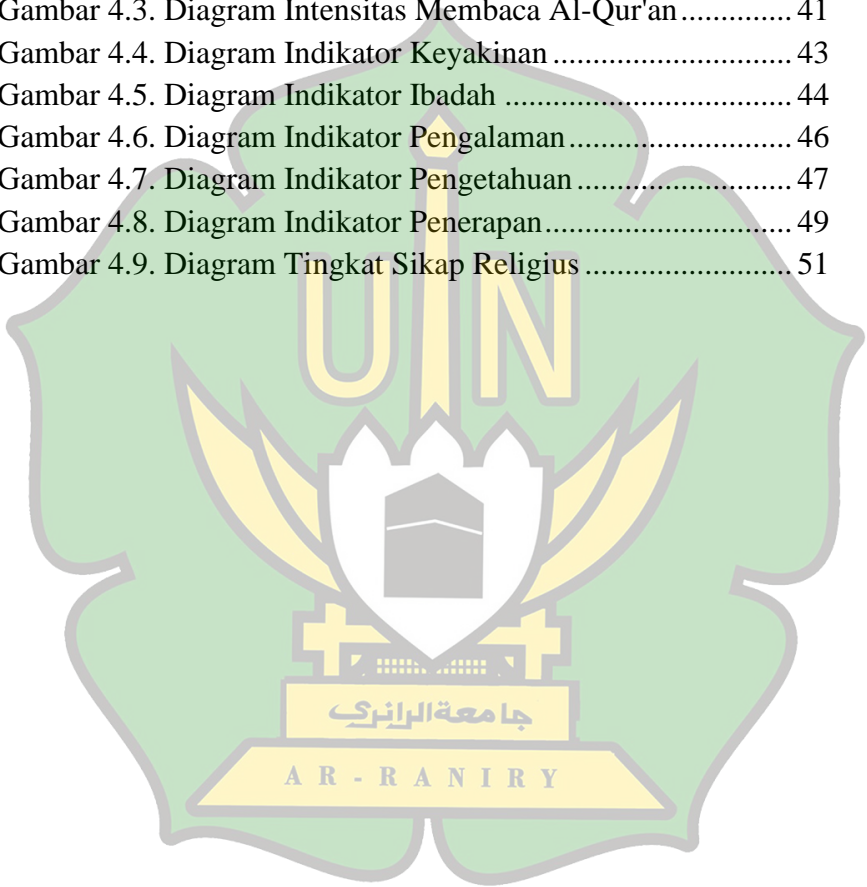 Gambar 4.3. Diagram Intensitas Membaca Al-Qur'an............. 41
Gambar 4.4. Diagram Indikator Keyakinan............................ 43
Gambar 4.5. Diagram Indikator Ibadah .................................. 44
Gambar 4.6. Diagram Indikator Pengalaman.......................... 46
Gambar 4.7. Diagram Indikator Pengetahuan......................... 47
Gambar 4.8. Diagram Indikator Penerapan............................. 49
Gambar 4.9. Diagram Tingkat Sikap Religius........................ 51
UIN
جامعة الرانري
AR-RANIRY